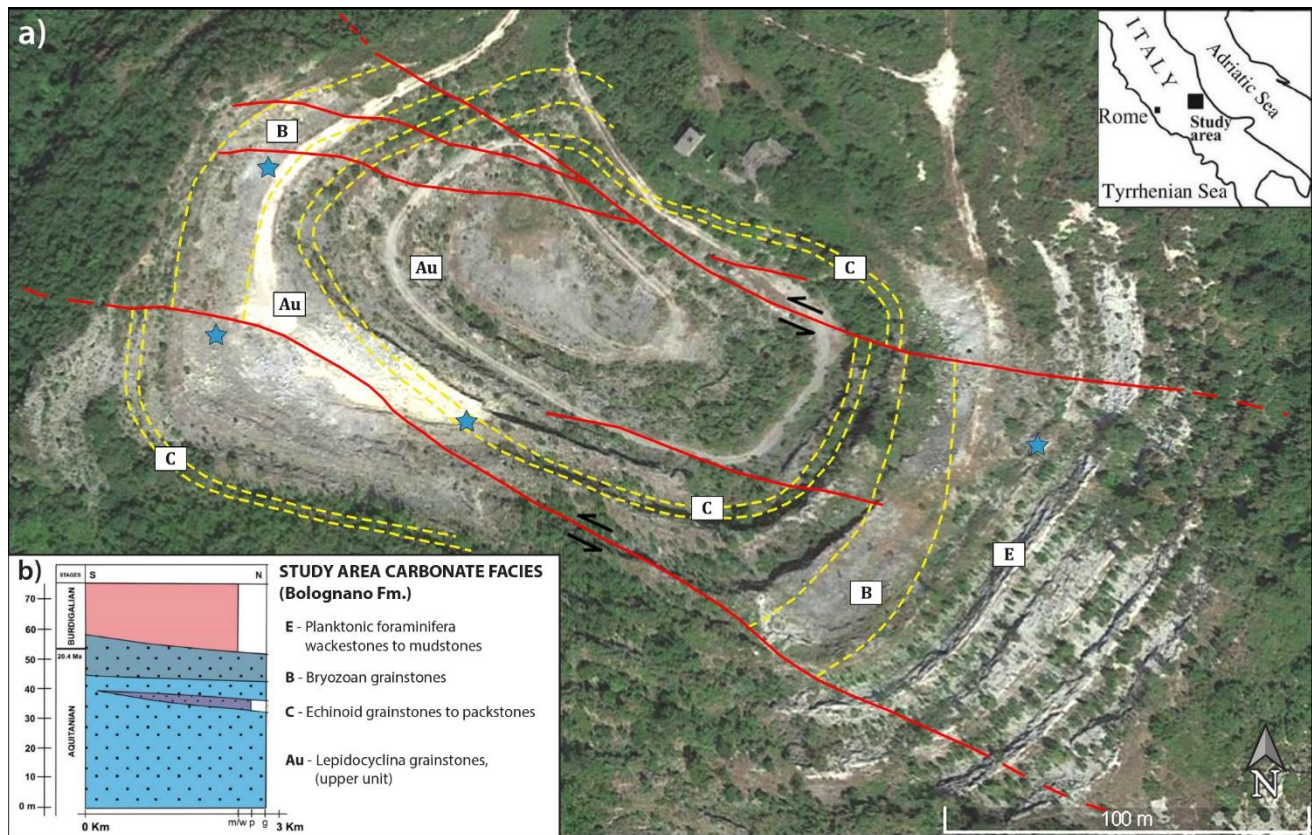 a)
ITALY
Adriatic Sea
Rome
Study
area
Tyrrhenian Sea
B
Au
Au
C
C
C
E
B
N
100 m
b)
STAGES
S
N
BURDIGALIAN
20.4 Ma
AQUITANIAN
70
60
50
40
30
20
10
0 m
0 Km
m/w p g
3 Km
STUDY AREA CARBONATE FACIES
(Bolognano Fm.)
E - Planktonic foraminifera
wackestones to mudstones
B - Bryozoan grainstones
C - Echinoid grainstones to packstones
Au - Lepidocyclina grainstones,
(upper unit)